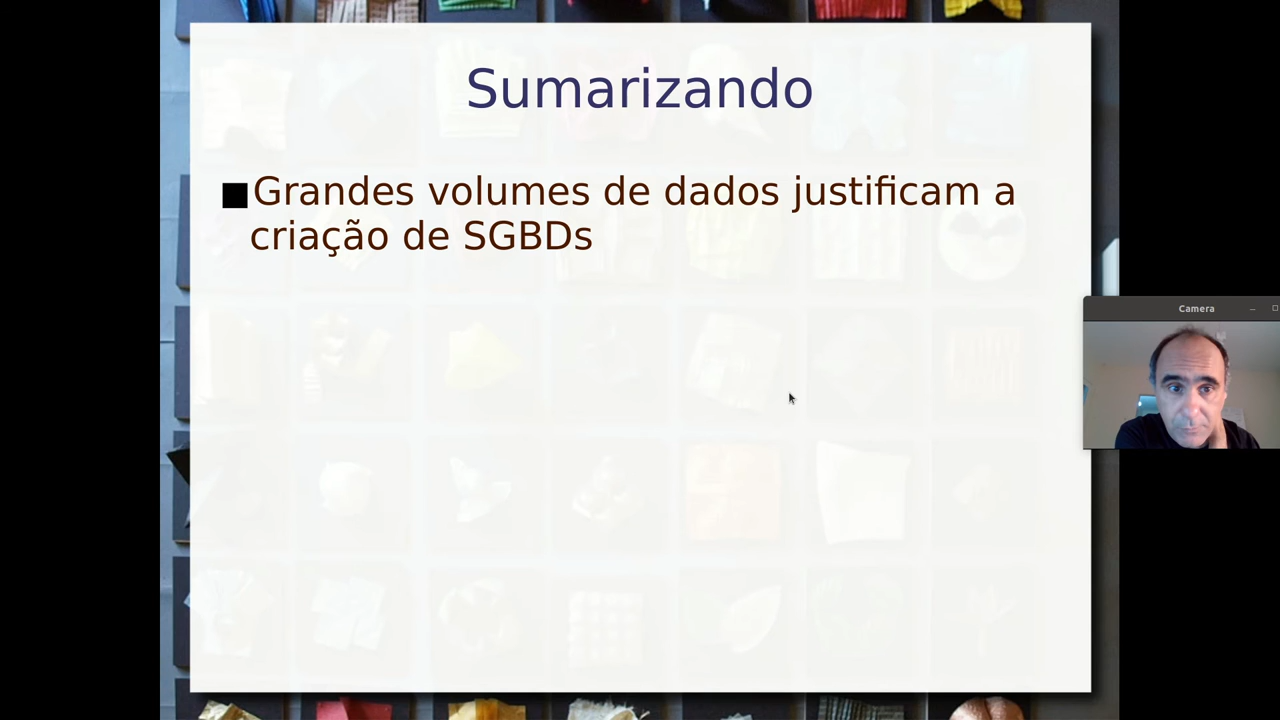 Sumarizando
■Grandes volumes de dados justificam a
criação de SGBDs
Camera